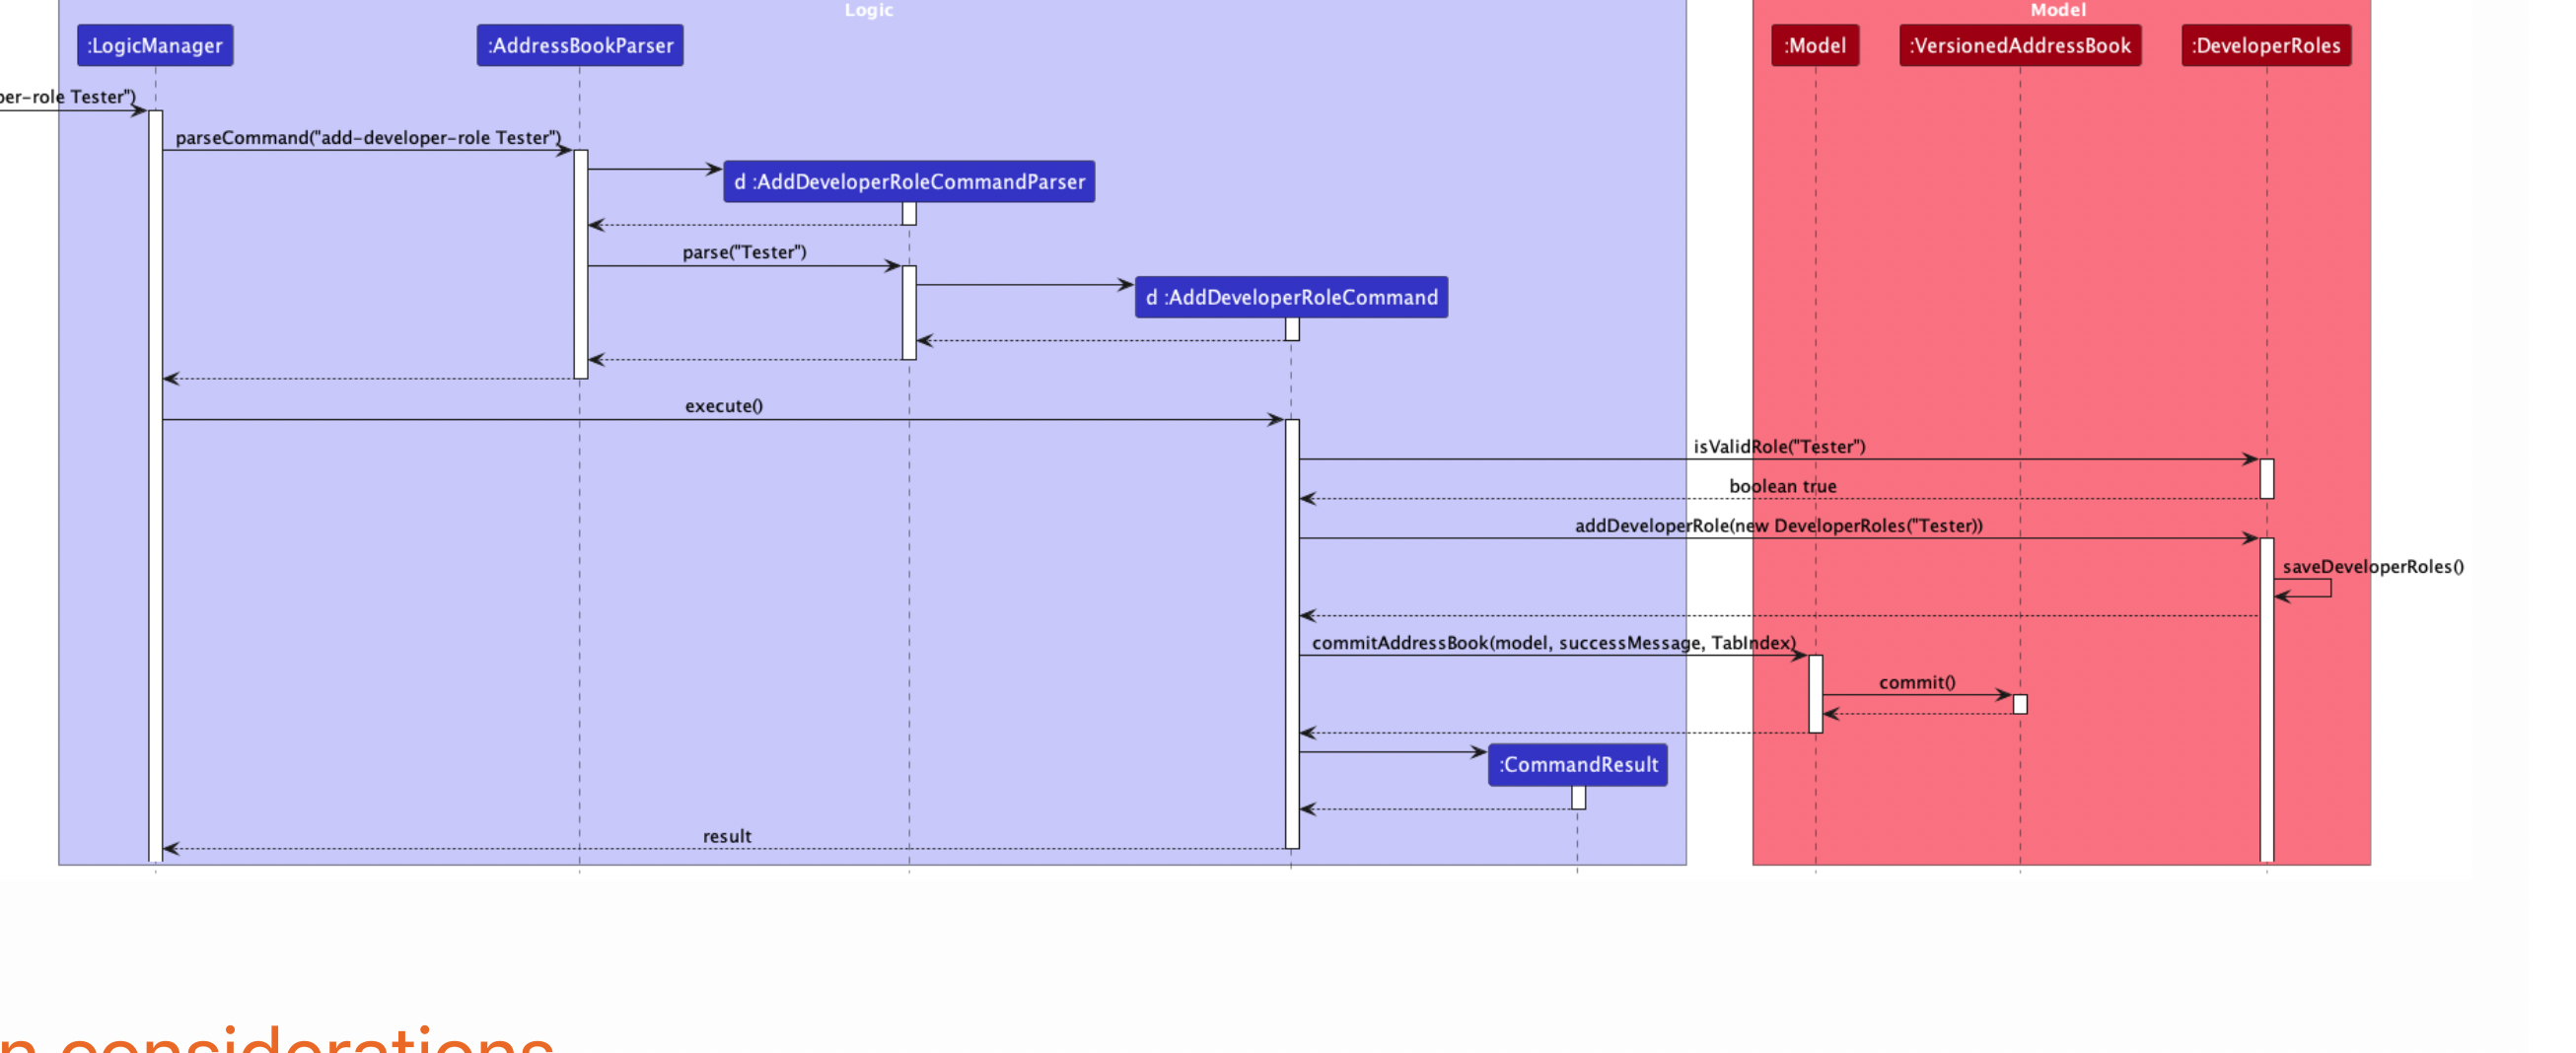 Logic
Model
:LogicManager
:AddressBookParser
:Model
:VersionedAddressBook
:DeveloperRoles
per-role Tester")
parseCommand("add-developer-role Tester")
d :AddDeveloperRoleCommandParser
parse("Tester")
d :AddDeveloperRoleCommand
execute()
isValidRole("Tester")
boolean true
addDeveloperRole(new DeveloperRoles("Tester))
saveDeveloperRoles()
commitAddressBook(model, successMessage, TabIndex)
commit()
:CommandResult
result
n considerations